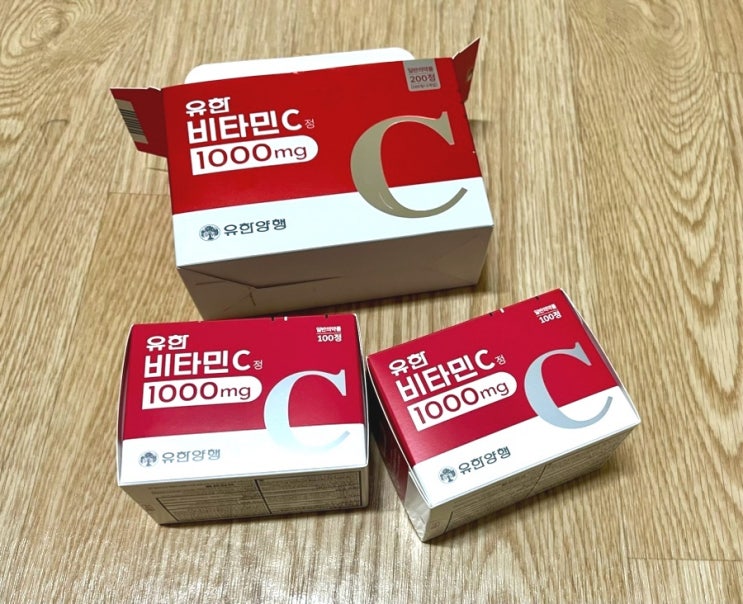 일반의약품
200정
유한
비타민C 정
1000mg
C
유한양행
유한
일반의약품
100정
비타민C 정
1000mg
C
유한양행
유한
일반의약품
100정
비타민C 정
1000mg
C
유한양행